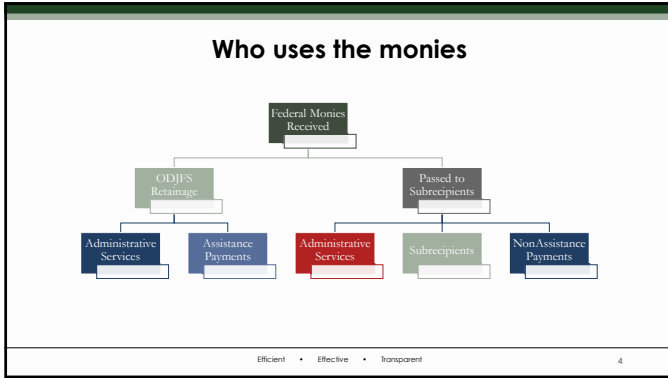 Who uses the monies
Federal Monies
Received
ODJFS
Retainage
Passed to
Subrecipients
Administrative
Services
Assistance
Payments
Administrative
Services
Subrecipients
NonAssistance
Payments
Efficient • Effective • Transparent
4